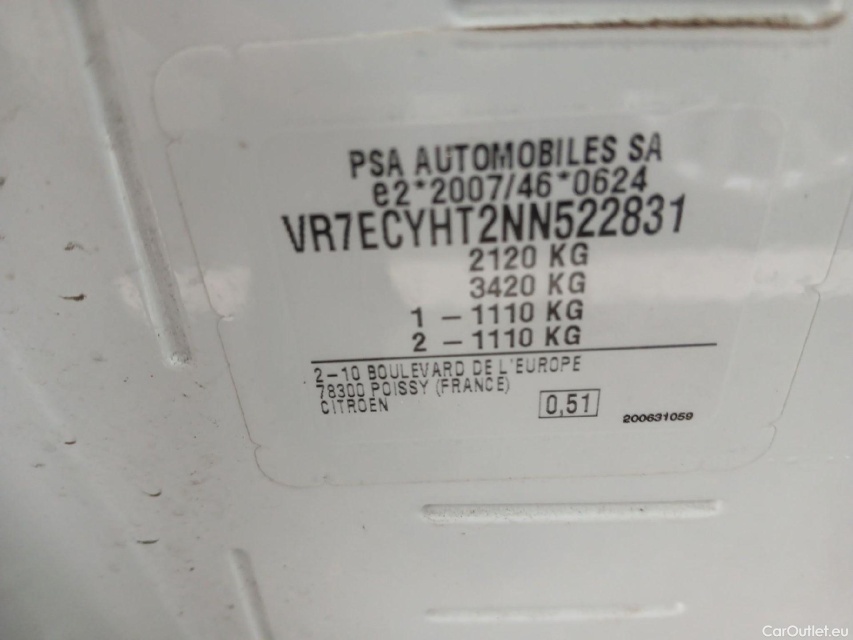 PSA AUTOMOBILES SA
e2*2007/46*0624
VR7ECYHT2NN522831
2120 KG
3420 KG
1 - 1110 KG
2 - 1110 KG
2-10 BOULEVARD DE L'EUROPE
78300 POISSY (FRANCE)
CITROËN
0,51
200631059
CarOutlet.eu